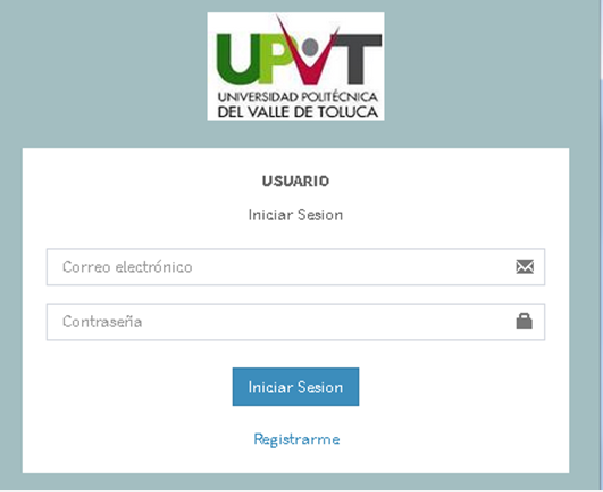 UPVT
UNIVERSIDAD POLITÉCNICA
DEL VALLE DE TOLUCA
USUARIO
Iniciar Sesion
Correo electrónico
Contraseña
Iniciar Sesion
Registrarme